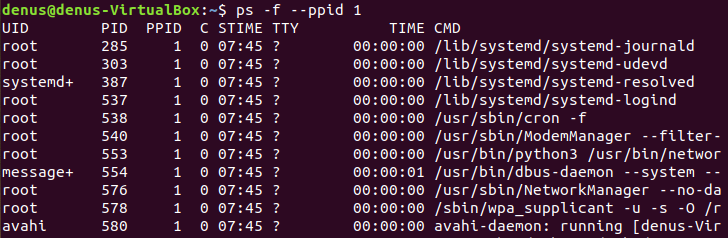 denus@denus-VirtualBox:~$ ps -f --ppid 1
UID        PID  PPID  C STIME TTY          TIME CMD
root       285     1  0 07:45 ?        00:00:00 /lib/systemd/systemd-journald
root       303     1  0 07:45 ?        00:00:00 /lib/systemd/systemd-udevd
systemd+   387     1  0 07:45 ?        00:00:00 /lib/systemd/systemd-resolved
root       537     1  0 07:45 ?        00:00:00 /lib/systemd/systemd-logind
root       538     1  0 07:45 ?        00:00:00 /usr/sbin/cron -f
root       540     1  0 07:45 ?        00:00:00 /usr/sbin/ModemManager --filter-
root       553     1  0 07:45 ?        00:00:00 /usr/bin/python3 /usr/bin/networ
message+   554     1  0 07:45 ?        00:00:01 /usr/bin/dbus-daemon --system --
root       576     1  0 07:45 ?        00:00:00 /usr/sbin/NetworkManager --no-da
root       578     1  0 07:45 ?        00:00:00 /sbin/wpa_supplicant -u -s -O /r
avahi      580     1  0 07:45 ?        00:00:00 avahi-daemon: running [denus-Vir